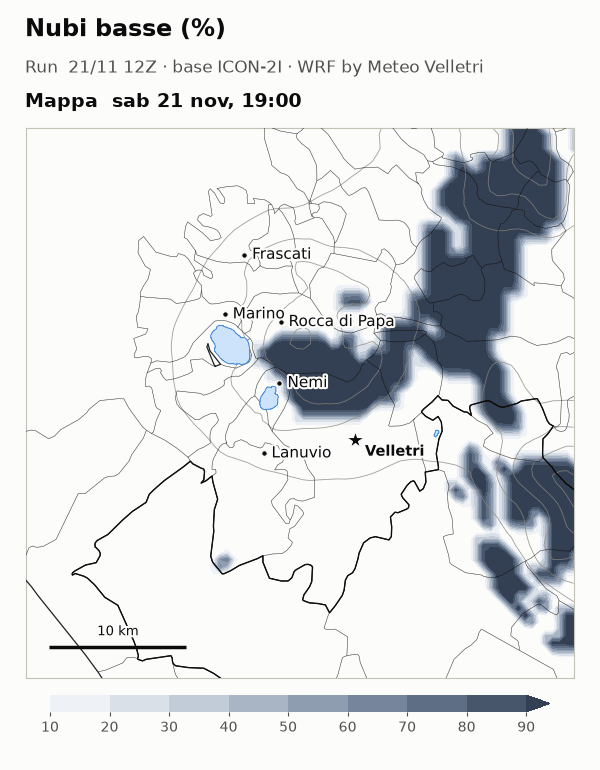 Nubi basse (%)
Run  21/11 12Z · base ICON-2I · WRF by Meteo Velletri
Mappa  sab 21 nov, 19:00
Frascati
Marino
Rocca di Papa
Nemi
Velletri
Lanuvio
10 km
10 20 30 40 50 60 70 80 90